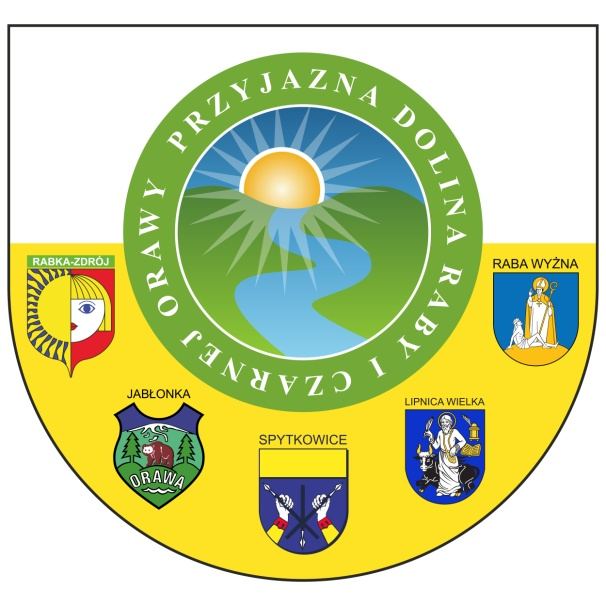 PRZYJAZNA DOLINA RABY I CZARNEJ ORAWY
RABKA-ZDRÓJ
RABA WYŻNA
JABŁONKA
ORAWA
LIPNICA WIELKA
SPYTKOWICE